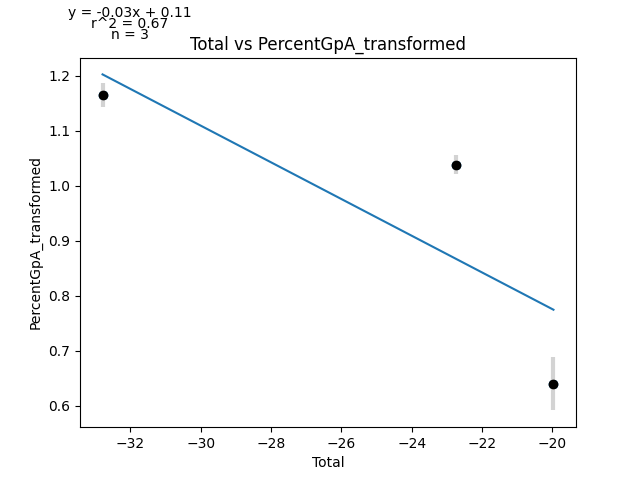 y = -0.03x + 0.11
r^2 = 0.67
n = 3
Total vs PercentGpA_transformed
1.2
1.1
1.0
0.9
0.8
0.7
0.6
PercentGpA_transformed
−32
−30
−28
−26
−24
−22
−20
Total